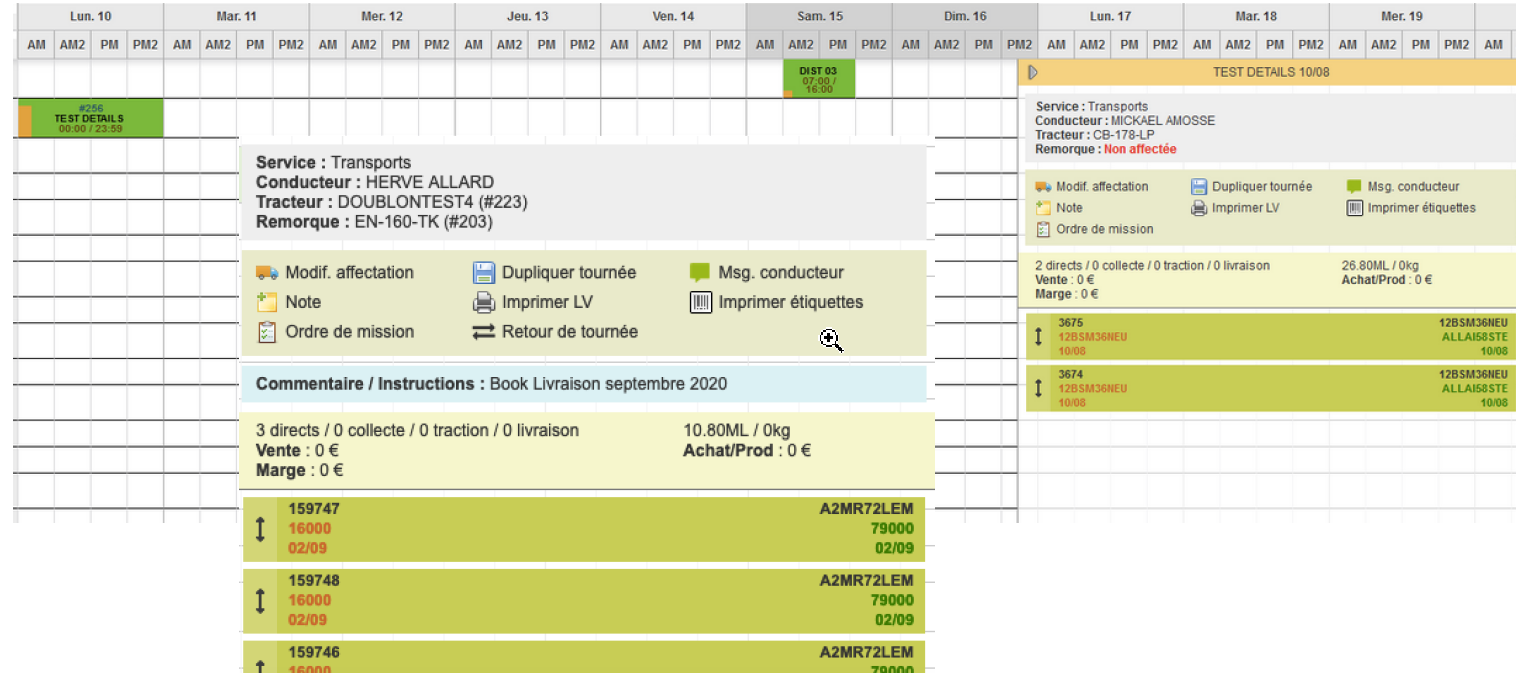 Lun. 10 Mar. 11 Mer. 12 Jeu. 13 Ven. 14 Sam. 15 Dim. 16 Lun. 17 Mar. 18 Mer. 19
AM AM2 PM PM2 AM AM2 PM PM2 AM AM2 PM PM2 AM AM2 PM PM2 AM AM2 PM PM2 AM AM2 PM PM2 AM AM2 PM PM2 AM AM2 PM PM2 AM AM2 PM PM2 AM AM2 PM PM2 AM
DIST 03
07:00 /
16:00
#256
TEST DETAILS
00:00 / 23:59
Service : Transports
Conducteur : HERVE ALLARD
Tracteur : DOUBLONTEST4 (#223)
Remorque : EN-160-TK (#203)
Modif. affectation Dupliquer tournée Msg. conducteur
Note Imprimer LV Imprimer étiquettes
Ordre de mission Retour de tournée
Commentaire / Instructions : Book Livraison septembre 2020
3 directs / 0 collecte / 0 traction / 0 livraison 10.80ML / 0kg
Vente : 0 € Achat/Prod : 0 €
Marge : 0 €
159747 A2MR72LEM
16000 79000
02/09 02/09
159748 A2MR72LEM
16000 79000
02/09 02/09
159746 A2MR72LEM
16000 79000
TEST DETAILS 10/08
Service : Transports
Conducteur : MICKAEL AMOSSE
Tracteur : CB-178-LP
Remorque : Non affectée
Modif. affectation Dupliquer tournée Msg. conducteur
Note Imprimer LV Imprimer étiquettes
Ordre de mission
2 directs / 0 collecte / 0 traction / 0 livraison 26.80ML / 0kg
Vente : 0 € Achat/Prod : 0 €
Marge : 0 €
3675 12BSM36NEU
12BSM36NEU ALLAI58STE
10/08 10/08
3674 12BSM36NEU
12BSM36NEU ALLAI58STE
10/08 10/08